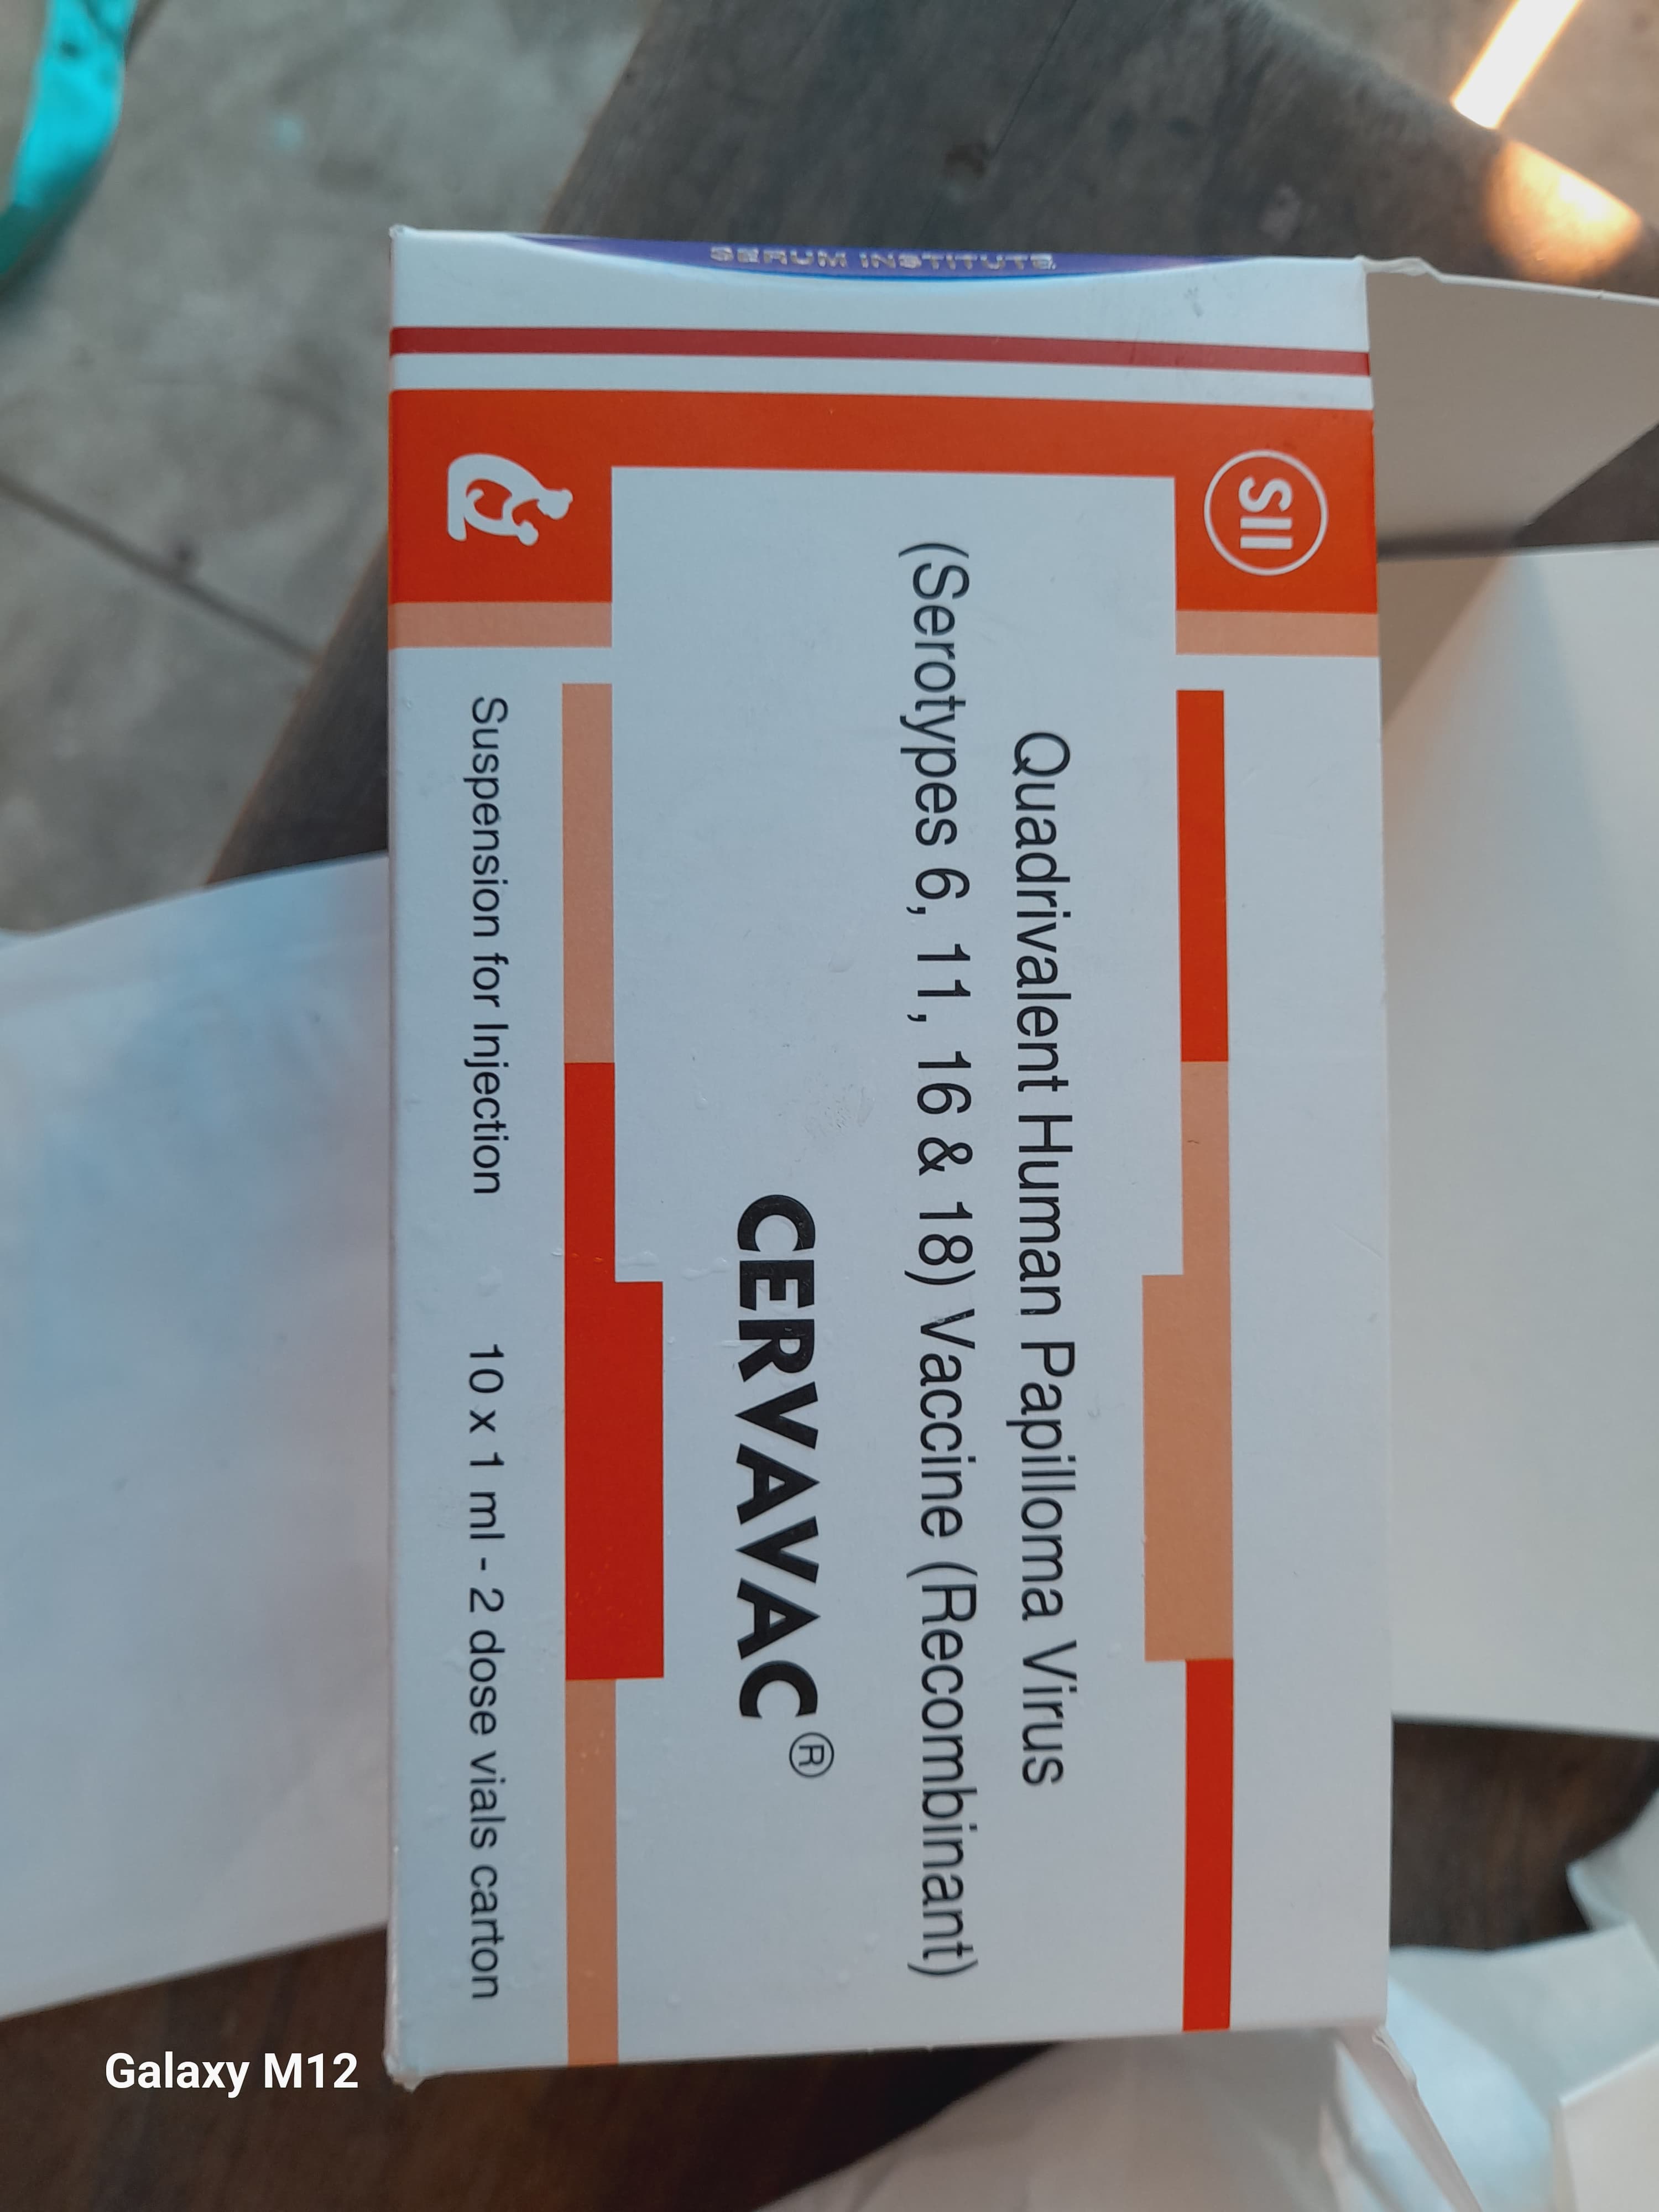 SERUM INSTITUTE
SII
Quadrivalent Human Papilloma Virus
(Serotypes 6, 11, 16 & 18) Vaccine (Recombinant)
CERVAVAC®
Suspension for Injection
10 x 1 ml - 2 dose vials carton
Galaxy M12